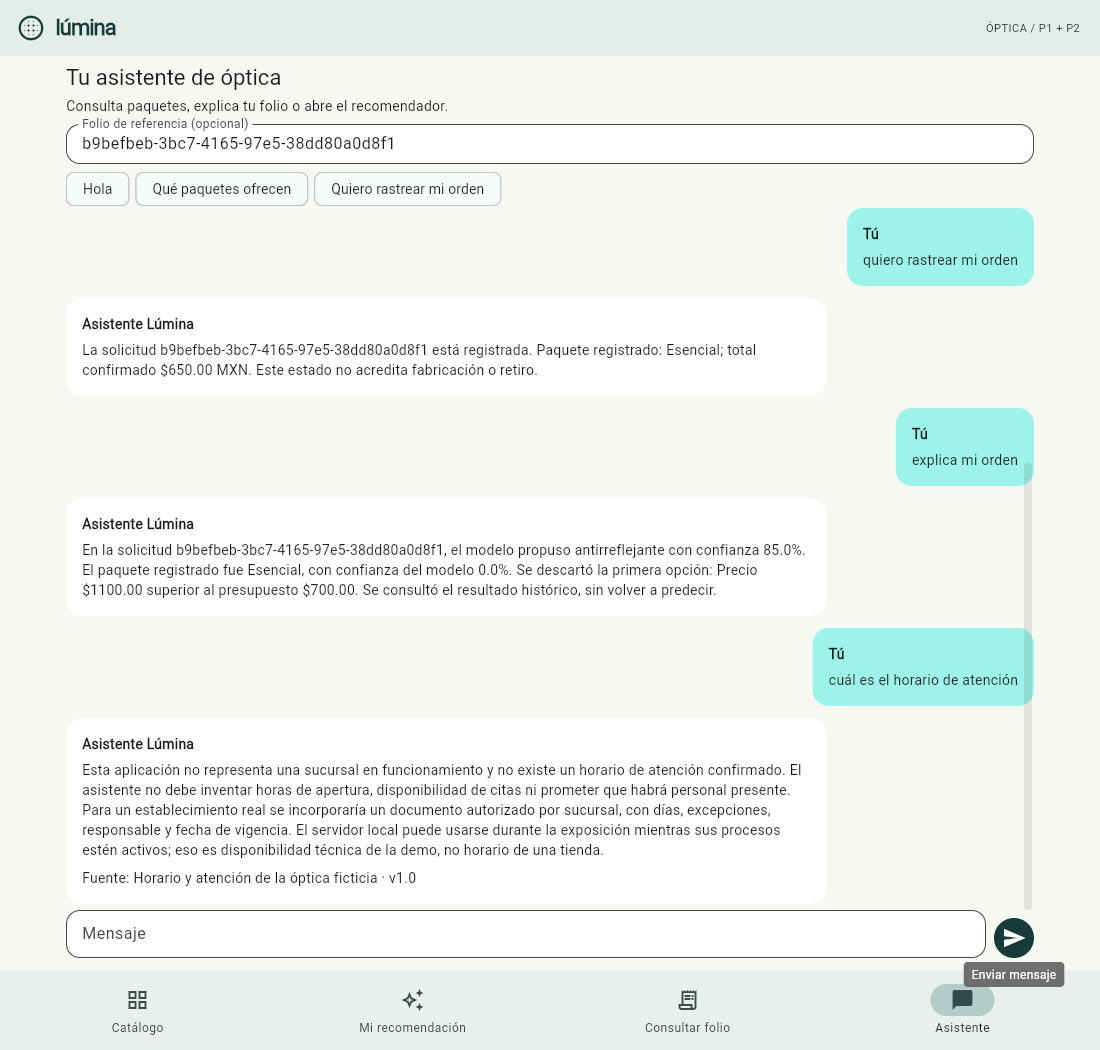 lúmina
ÓPTICA / P1 + P2
Tu asistente de óptica
Consulta paquetes, explica tu folio o abre el recomendador.
Folio de referencia (opcional)
b9befbeb-3bc7-4165-97e5-38dd80a0d8f1
Hola
Qué paquetes ofrecen
Quiero rastrear mi orden
Tú
quiero rastrear mi orden
Asistente Lúmina
La solicitud b9befbeb-3bc7-4165-97e5-38dd80a0d8f1 está registrada. Paquete registrado: Esencial; total
confirmado $650.00 MXN. Este estado no acredita fabricación o retiro.
Tú
explica mi orden
Asistente Lúmina
En la solicitud b9befbeb-3bc7-4165-97e5-38dd80a0d8f1, el modelo propuso antirreflejante con confianza 85.0%.
El paquete registrado fue Esencial, con confianza del modelo 0.0%. Se descartó la primera opción: Precio
$1100.00 superior al presupuesto $700.00. Se consultó el resultado histórico, sin volver a predecir.
Tú
cuál es el horario de atención
Asistente Lúmina
Esta aplicación no representa una sucursal en funcionamiento y no existe un horario de atención confirmado. El
asistente no debe inventar horas de apertura, disponibilidad de citas ni prometer que habrá personal presente.
Para un establecimiento real se incorporaría un documento autorizado por sucursal, con días, excepciones,
responsable y fecha de vigencia. El servidor local puede usarse durante la exposición mientras sus procesos
estén activos; eso es disponibilidad técnica de la demo, no horario de una tienda.
Fuente: Horario y atención de la óptica ficticia · v1.0
Mensaje
Enviar mensaje
Catálogo
Mi recomendación
Consultar folio
Asistente